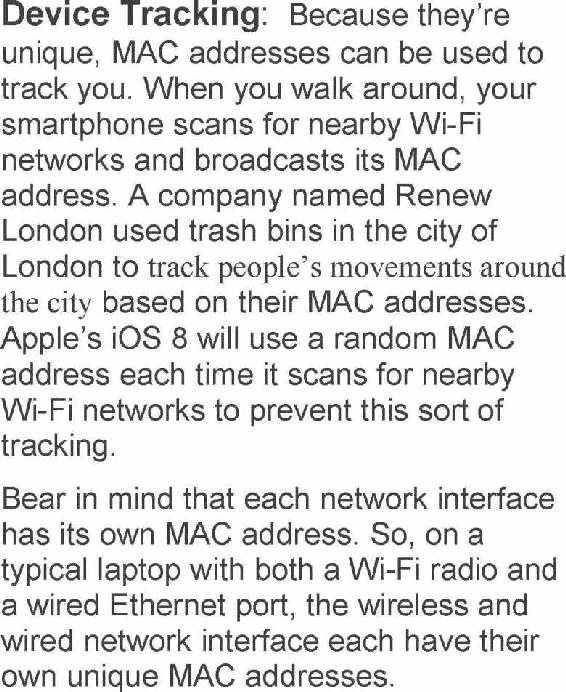 Device Tracking: Because they're
unique, MAC addresses can be used to
track you. When you walk around, your
smartphone scans for nearby Wi-Fi
networks and broadcasts its MAC
address. A company named Renew
London used trash bins in the city of
London to track people's movements around
the city based on their MAC addresses.
Apple's iOS 8 will use a random MAC
address each time it scans for nearby
Wi-Fi networks to prevent this sort of
tracking.
Bear in mind that each network interface
has its own MAC address. So, on a
typical laptop with both a Wi-Fi radio and
a wired Ethernet port, the wireless and
wired network interface each have their
own unique MAC addresses.